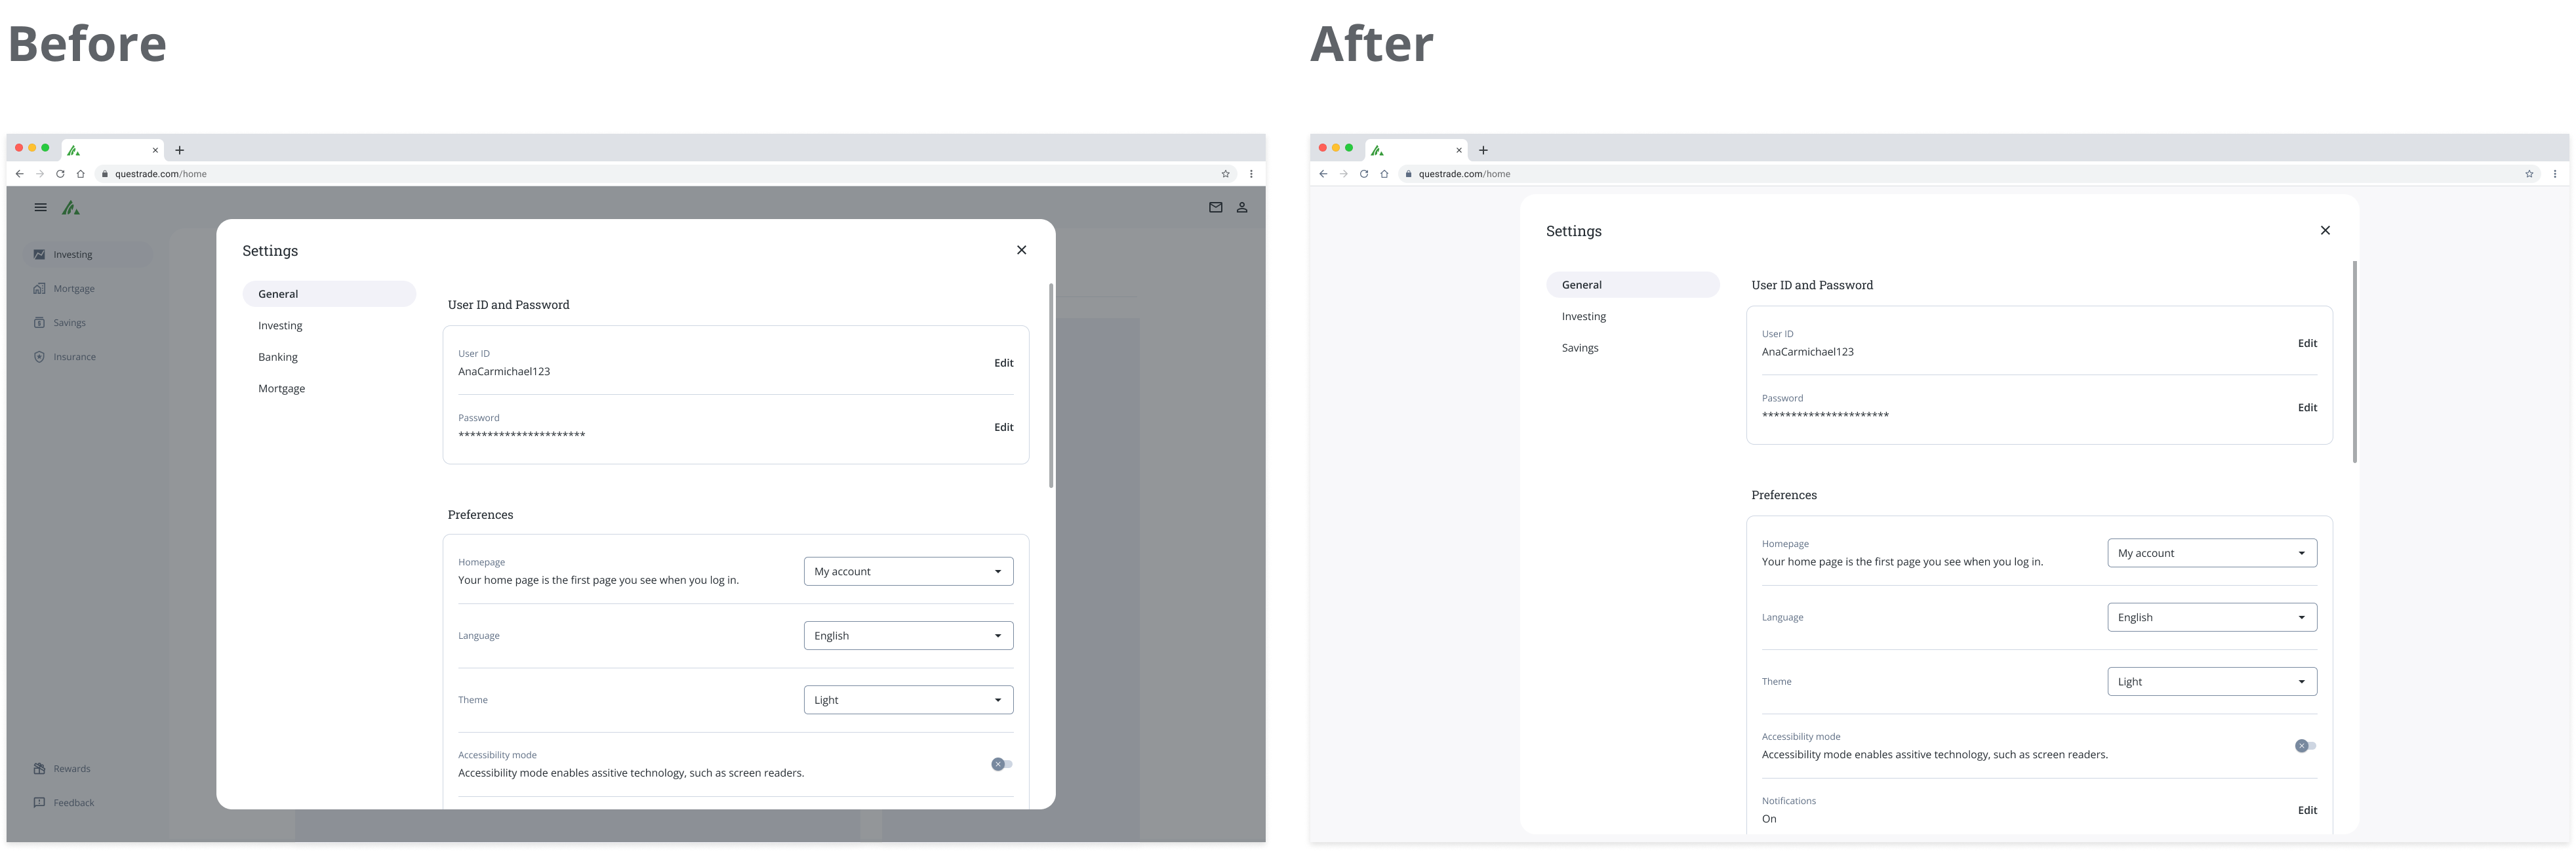 Before
questrade.com/home
Investing
Mortgage
Savings
Insurance
Rewards
Feedback
Settings
General
Investing
Banking
Mortgage
User ID and Password
User ID
AnaCarmichael123
Edit
Password
**********************
Edit
Preferences
Homepage
Your home page is the first page you see when you log in.
My account
Language
English
Theme
Light
Accessibility mode
Accessibility mode enables assitive technology, such as screen readers.
After
questrade.com/home
Settings
General
Investing
Savings
User ID and Password
User ID
AnaCarmichael123
Edit
Password
**********************
Edit
Preferences
Homepage
Your home page is the first page you see when you log in.
My account
Language
English
Theme
Light
Accessibility mode
Accessibility mode enables assitive technology, such as screen readers.
Notifications
On
Edit